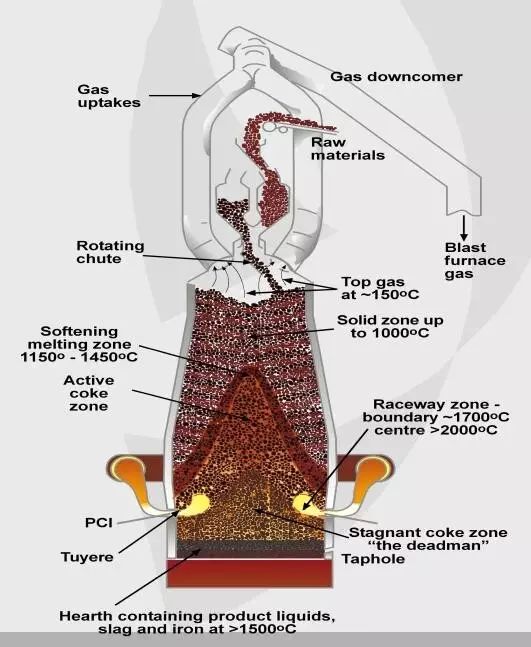 Gas downcomer
Gas
uptakes
Raw
materials
Rotating
chute
Blast
furnace
gas
Top gas
at ~150oC
Solid zone up
to 1000oC
Softening
melting zone
1150o - 1450oC
Active
coke
zone
Raceway zone -
boundary ~1700oC
centre >2000oC
PCI
Tuyere
Stagnant coke zone
“the deadman”
Taphole
Hearth containing product liquids,
slag and iron at >1500oC